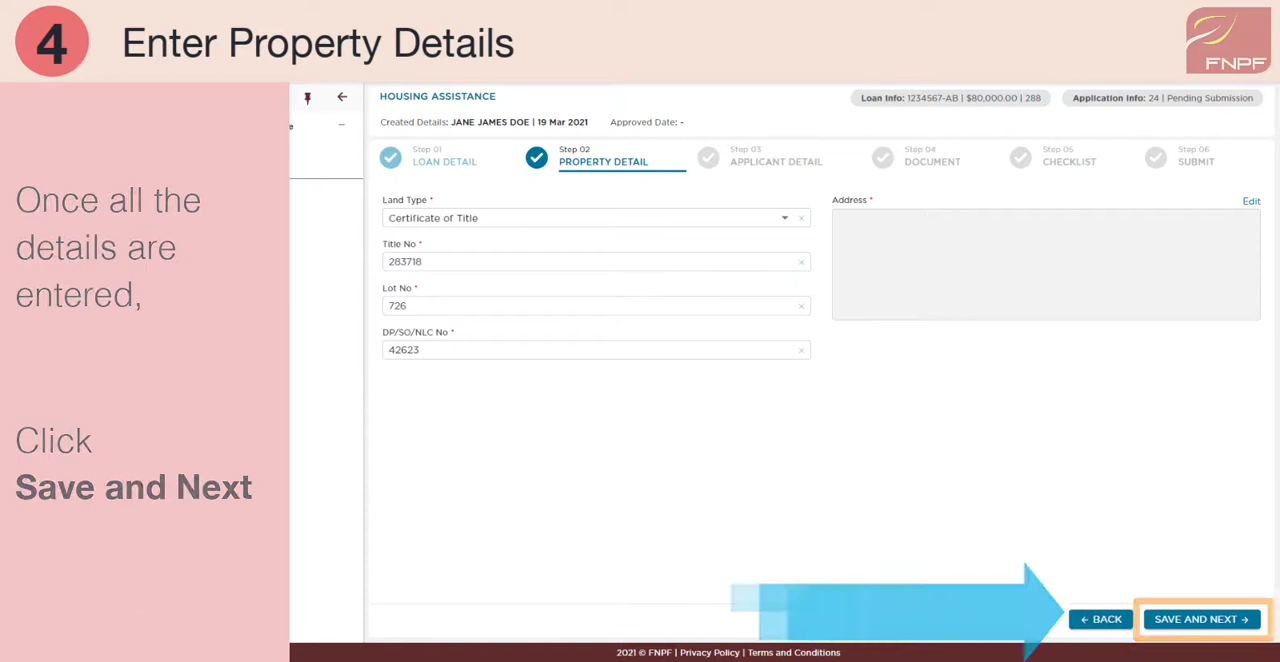 4 Enter Property Details
FNPF
Once all the
details are
entered,
Click
Save and Next
e
HOUSING ASSISTANCE
Loan Info: 1234567-AB | $80,000.00 | 288
Application Info: 24 | Pending Submission
Created Details: JANE JAMES DOE | 19 Mar 2021 Approved Date: -
Step 01
LOAN DETAIL
Step 02
PROPERTY DETAIL
Step 03
APPLICANT DETAIL
Step 04
DOCUMENT
Step 05
CHECKLIST
Step 06
SUBMIT
Land Type *
Certificate of Title
Title No *
283718
Lot No *
726
DP/SO/NLC No *
42623
Address *
Edit
← BACK
SAVE AND NEXT →
2021 © FNPF | Privacy Policy | Terms and Conditions